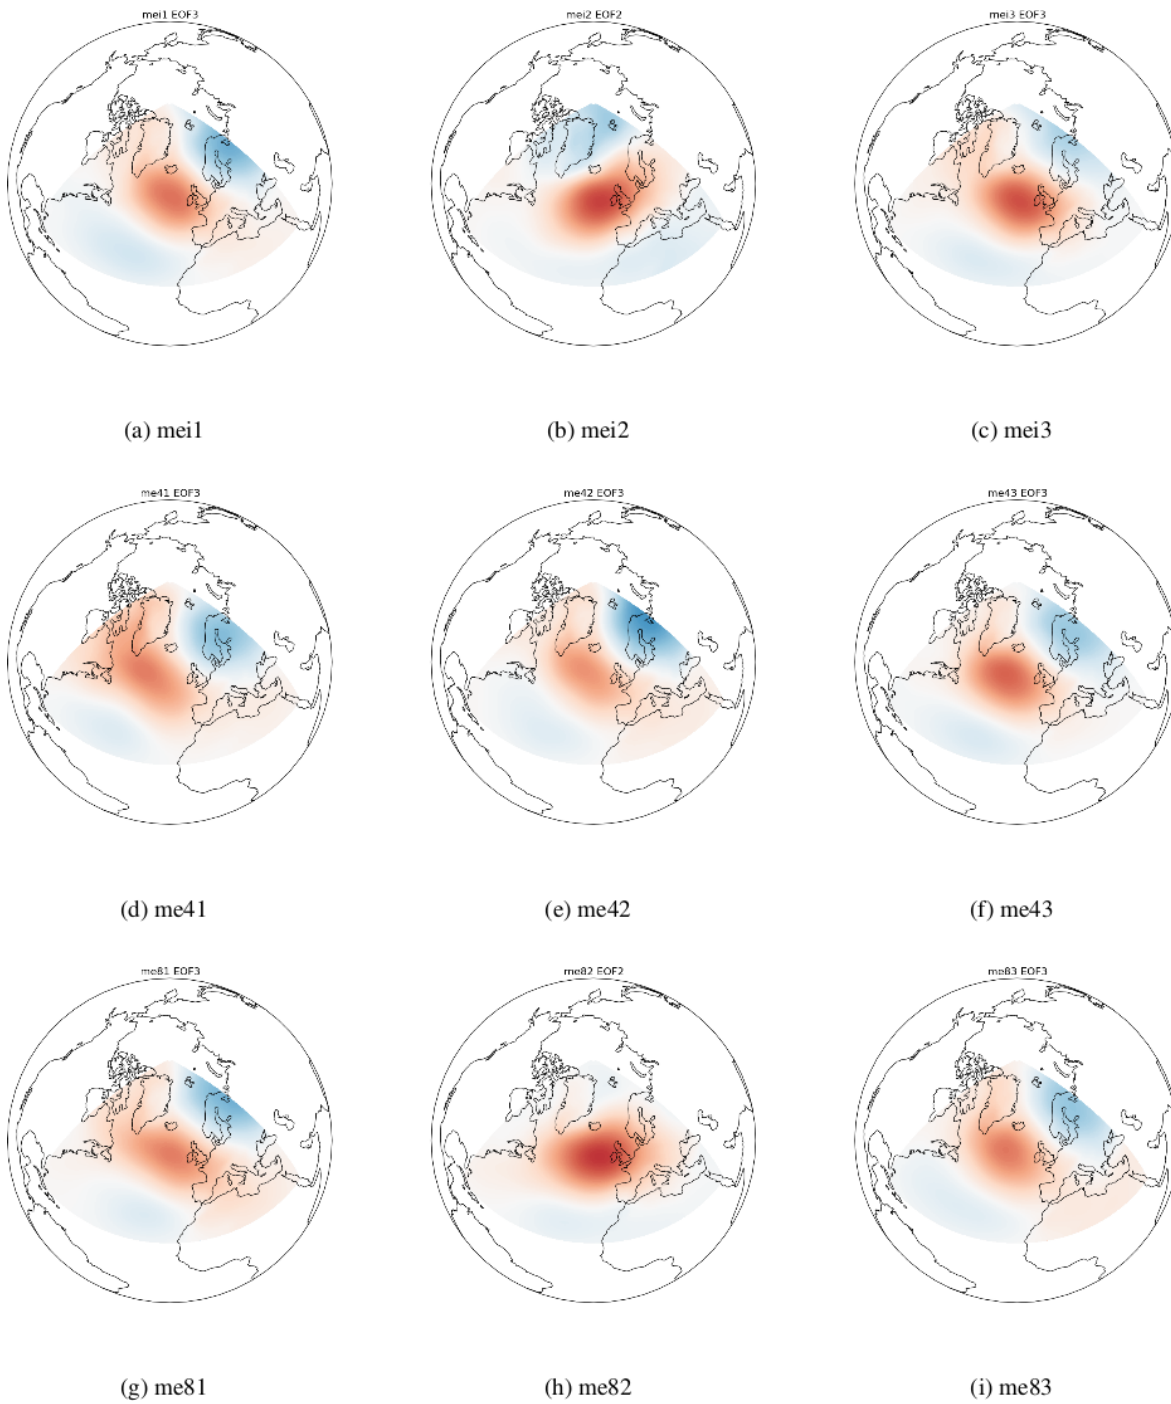 mei1 EOF3
mei2 EOF2
mei3 EOF3
(a) mei1
(b) mei2
(c) mei3
me41 EOF3
me42 EOF3
me43 EOF3
(d) me41
(e) me42
(f) me43
me81 EOF3
me82 EOF2
me83 EOF3
(g) me81
(h) me82
(i) me83